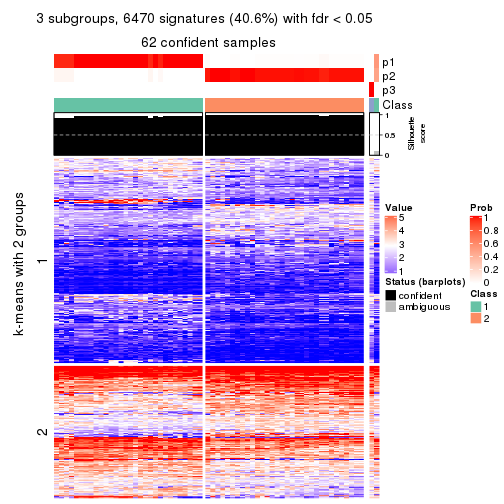 3 subgroups, 6470 signatures (40.6%) with fdr < 0.05
62 confident samples
p1
p2
p3
Class
1
0.5
0
Silhouette
score
k-means with 2 groups
1
2
Value
5
4
3
2
1
Status (barplots)
confident
ambiguous
Prob
1
0.8
0.6
0.4
0.2
0
Class
1
2